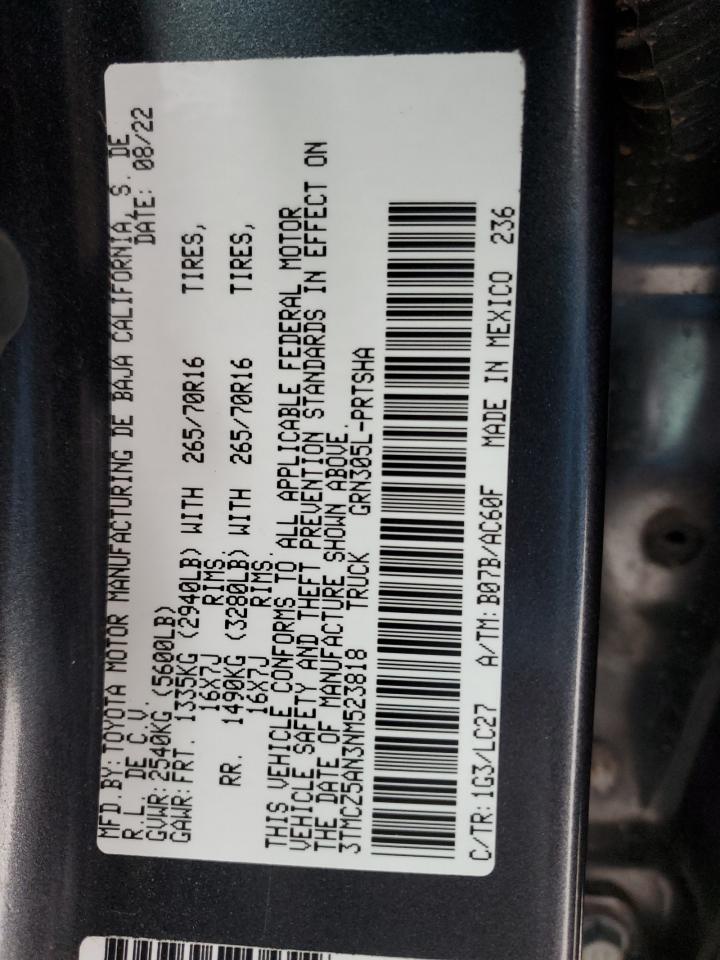 MFD.BY:TOYOTA MOTOR MANUFACTURING DE BAJA CALIFORNIA, S. DE
R.L. DE C.V. DATE: 08/22
GVWR:2540KG (5600LB)
GAWR:FRT. 1335KG (2940LB) WITH 265/70R16 TIRES,
16X7J RIMS.
RR. 1490KG (3280LB) WITH 265/70R16 TIRES,
16X7J RIMS.
THIS VEHICLE CONFORMS TO ALL APPLICABLE FEDERAL MOTOR
VEHICLE SAFETY AND THEFT PREVENTION STANDARDS IN EFFECT ON
THE DATE OF MANUFACTURE SHOWN ABOVE.
3TMCZ5AN3NM523818 TRUCK GRN305L-PRTSHA
C/TR:1G3/LC27 A/TM:B07B/AC60F MADE IN MEXICO 236